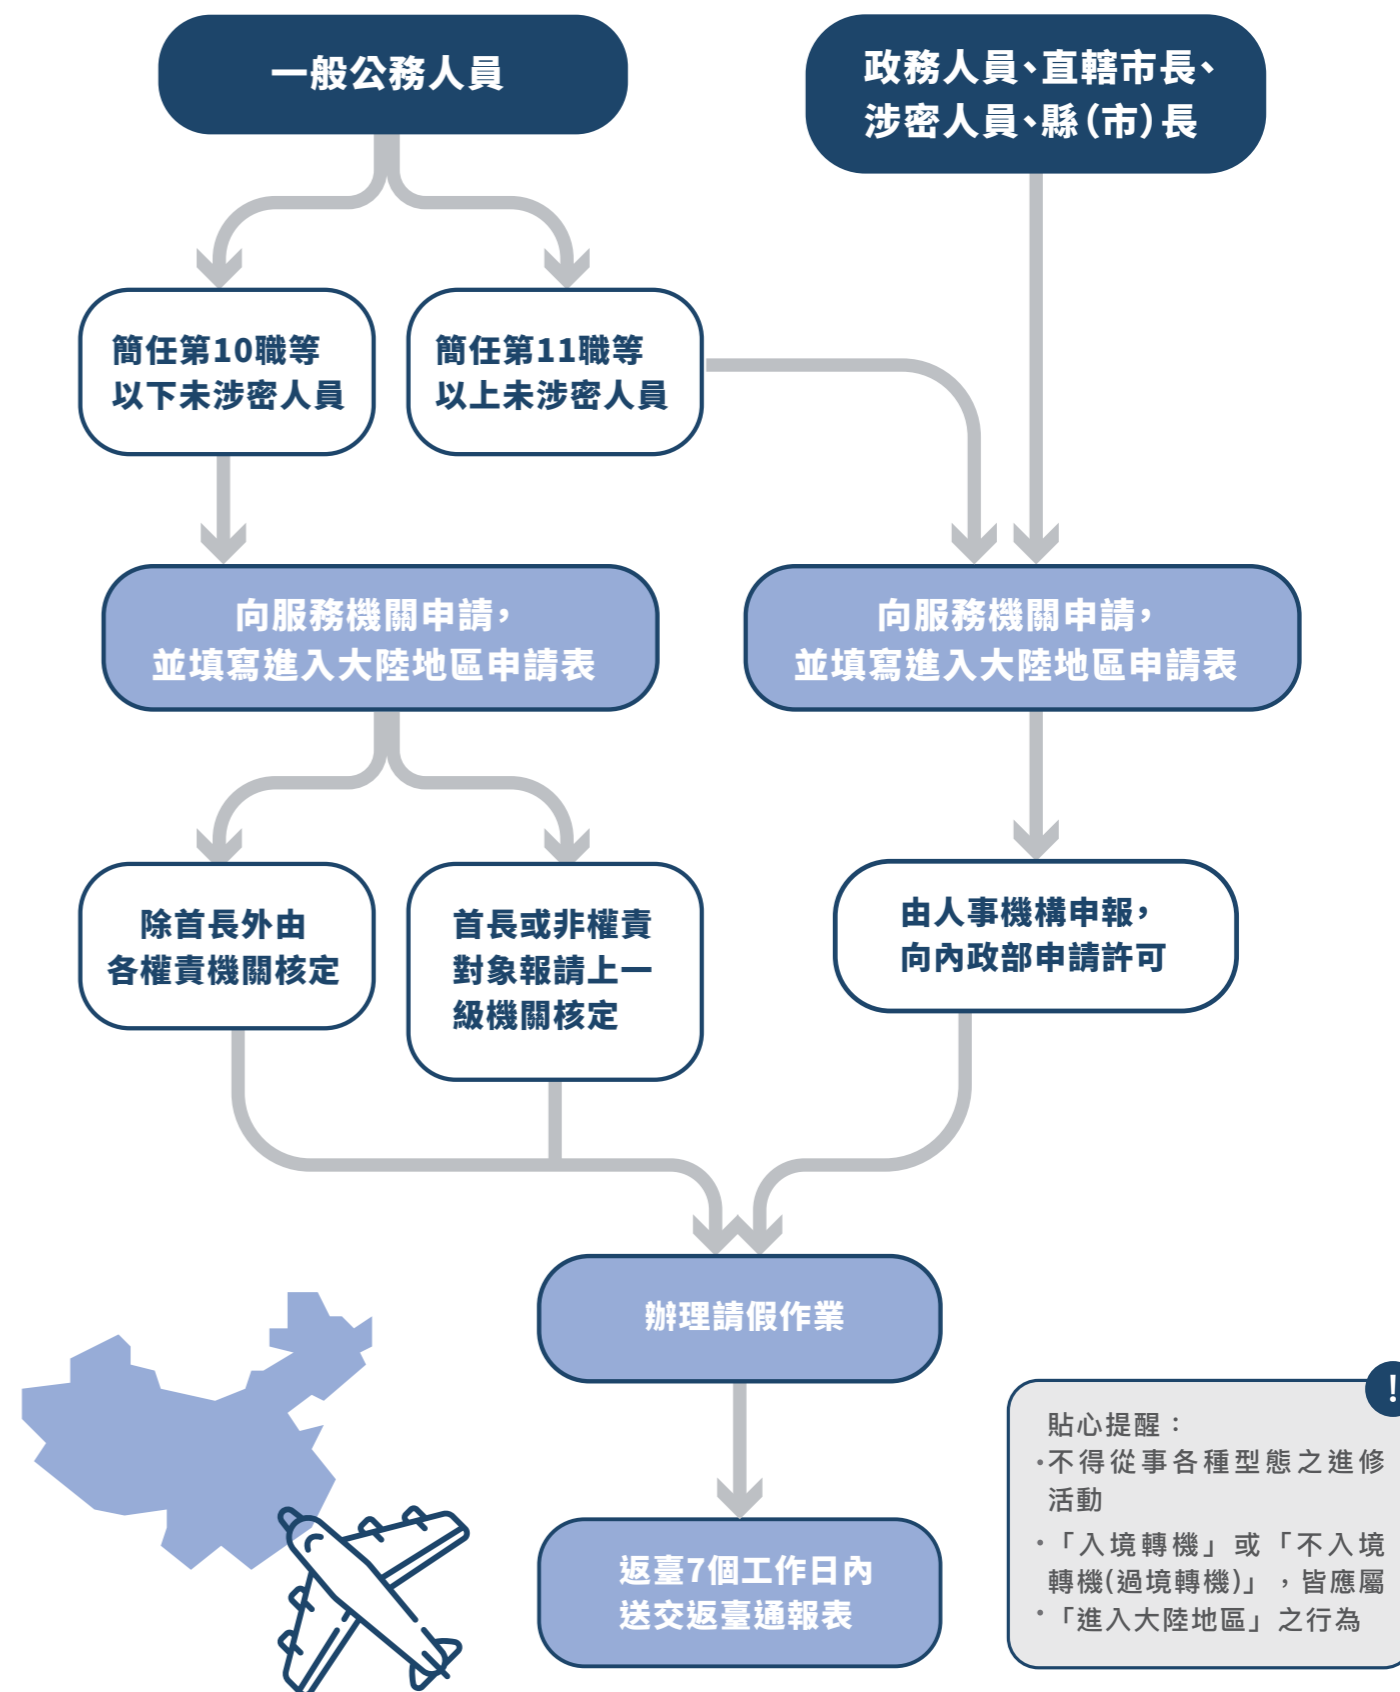 一般公務人員
政務人員、直轄市長、
涉密人員、縣(市)長
簡任第10職等
以下未涉密人員
簡任第11職等
以上未涉密人員
向服務機關申請,
並填寫進入大陸地區申請表
向服務機關申請,
並填寫進入大陸地區申請表
除首長外由
各權責機關核定
首長或非權責
對象報請上一
級機關核定
由人事機構申報,
向內政部申請許可
辦理請假作業
返臺7個工作日內
送交返臺通報表
!
貼心提醒:
·不得從事各種型態之進修
活動
·「入境轉機」或「不入境
轉機(過境轉機)」,皆應屬
·「進入大陸地區」之行為